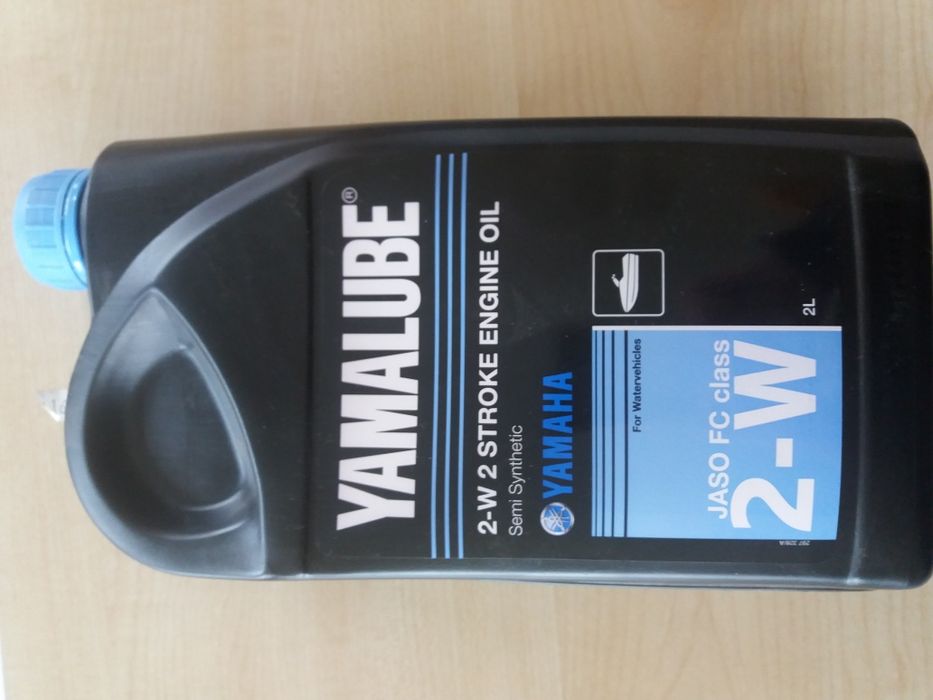 YAMALUBE®
2-W 2 STROKE ENGINE OIL
Semi Synthetic
YAMAHA
For Watervehicles
JASO FC class
2-W
2L